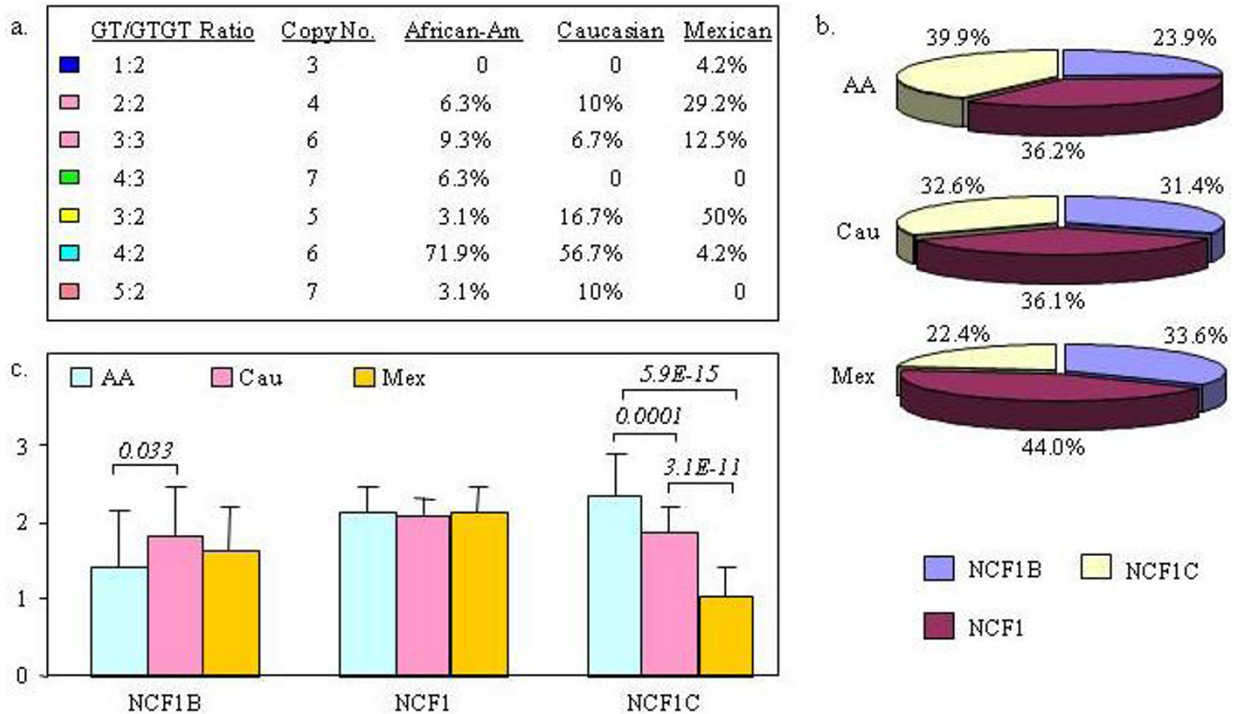 a.
GT/GTGT Ratio Copy No. African-Am Caucasian Mexican
1:2 3 0 0 4.2%
2:2 4 6.3% 10% 29.2%
3:3 6 9.3% 6.7% 12.5%
4:3 7 6.3% 0 0
3:2 5 3.1% 16.7% 50%
4:2 6 71.9% 56.7% 4.2%
5:2 7 3.1% 10% 0
b.
39.9% 23.9%
AA
36.2%
32.6% 31.4%
Cau
36.1%
22.4% 33.6%
Mex
44.0%
NCF1B NCF1C
NCF1
c.
AA Cau Mex
5.9E-15
0.0001
0.033
3.1E-11
3
2
1
0
NCF1B NCF1 NCF1C